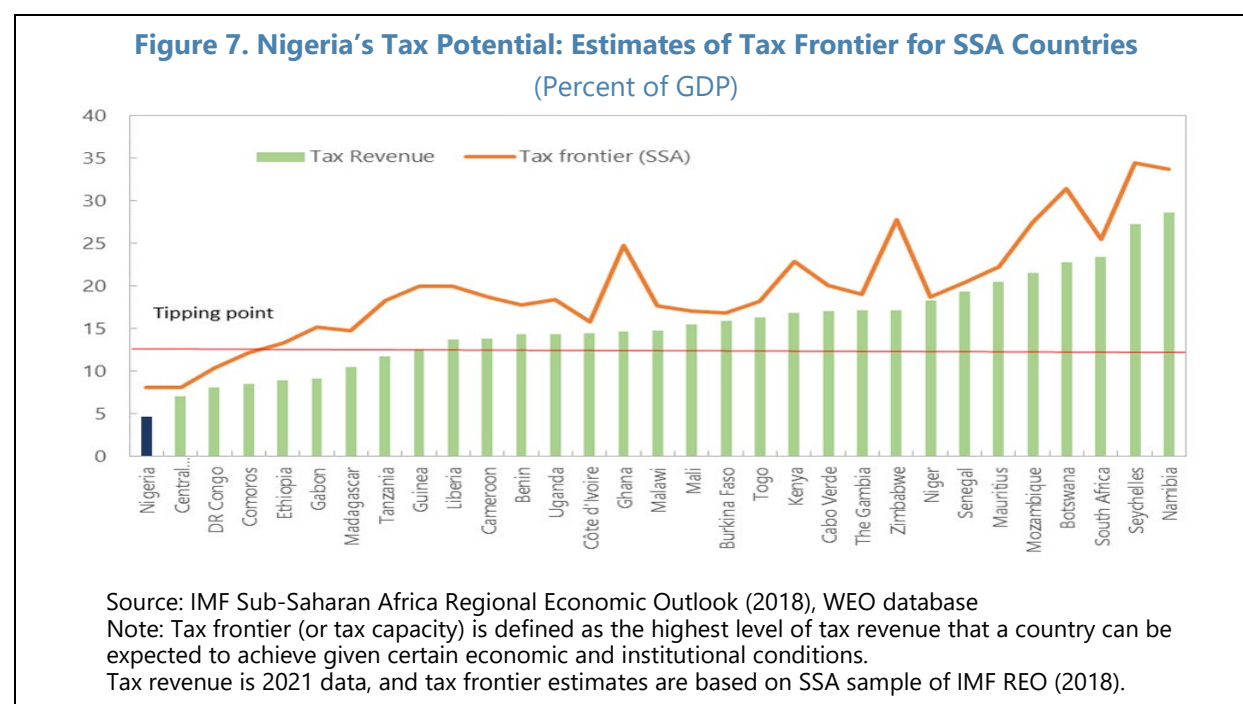 Figure 7. Nigeria’s Tax Potential: Estimates of Tax Frontier for SSA Countries
(Percent of GDP)
40
35
30
25
20
15
10
5
0
Tax Revenue
Tax frontier (SSA)
Tipping point
Nigeria
Central...
DR Congo
Comoros
Ethiopia
Gabon
Madagascar
Tanzania
Guinea
Liberia
Cameroon
Benin
Uganda
Côte d'Ivoire
Ghana
Malawi
Mali
Burkina Faso
Togo
Kenya
Cabo Verde
The Gambia
Zimbabwe
Niger
Senegal
Mauritius
Mozambique
Botswana
South Africa
Seychelles
Namibia
Source: IMF Sub-Saharan Africa Regional Economic Outlook (2018), WEO database
Note: Tax frontier (or tax capacity) is defined as the highest level of tax revenue that a country can be
expected to achieve given certain economic and institutional conditions.
Tax revenue is 2021 data, and tax frontier estimates are based on SSA sample of IMF REO (2018).